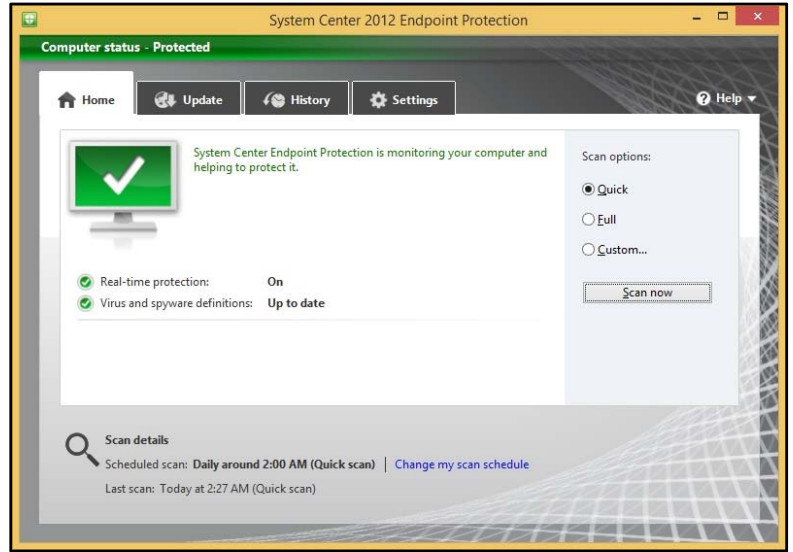 System Center 2012 Endpoint Protection
Computer status - Protected
Home
Update
History
Settings
Help
System Center Endpoint Protection is monitoring your computer and
helping to protect it.
Real-time protection: On
Virus and spyware definitions: Up to date
Scan options:
Quick
Full
Custom...
Scan now
Scan details
Scheduled scan: Daily around 2:00 AM (Quick scan) | Change my scan schedule
Last scan: Today at 2:27 AM (Quick scan)